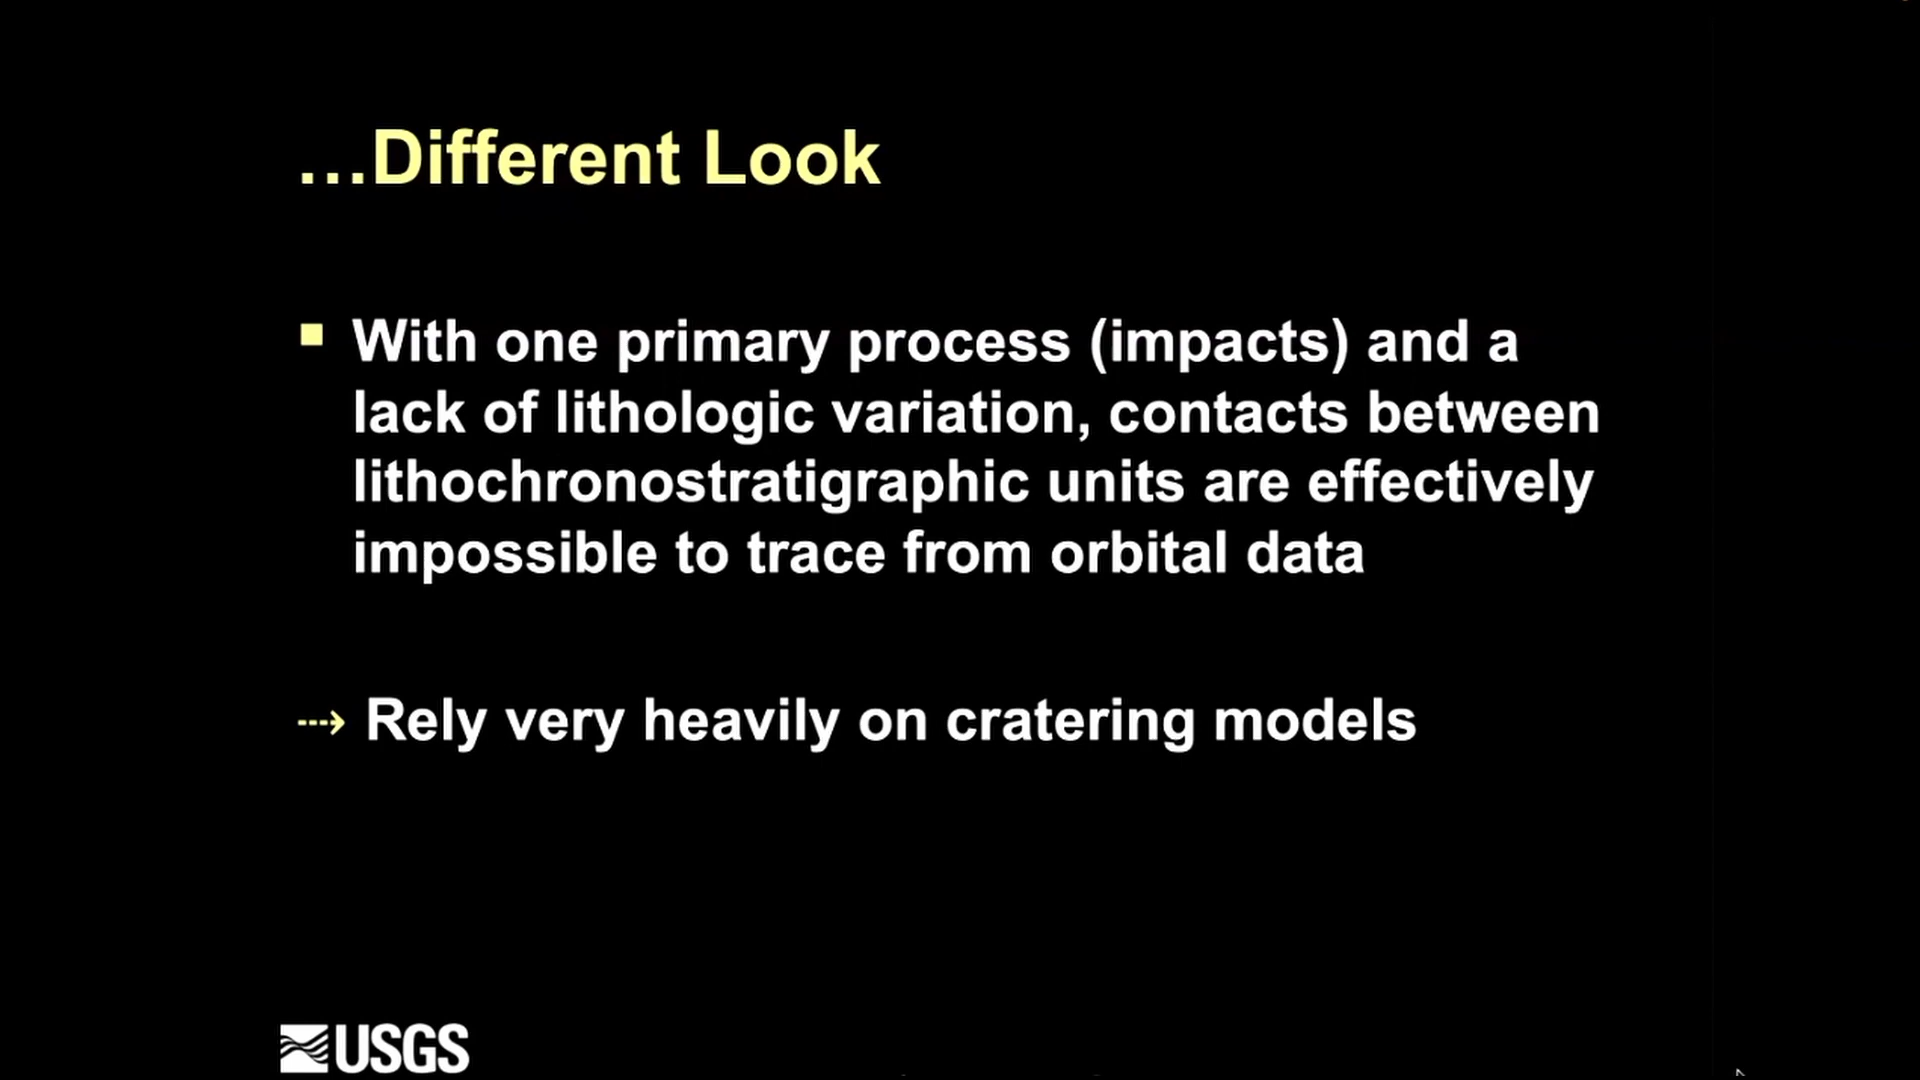 …Different Look
With one primary process (impacts) and a
lack of lithologic variation, contacts between
lithochronostratigraphic units are effectively
impossible to trace from orbital data
Rely very heavily on cratering models
USGS